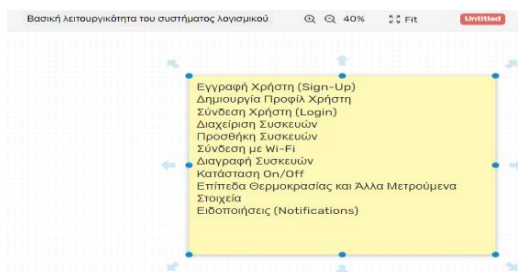 Βασική λειτουργικότητα του συστήματος λογισμικού 40% Fit Untitled
Εγγραφή Χρήστη (Sign-Up)
Δημιουργία Προφίλ Χρήστη
Σύνδεση Χρήστη (Login)
Διαχείριση Συσκευών
Προσθήκη Συσκευών
Σύνδεση με Wi-Fi
Διαγραφή Συσκευών
Κατάσταση On/Off
Επίπεδα Θερμοκρασίας και Άλλα Μετρούμενα
Στοιχεία
Ειδοποιήσεις (Notifications)